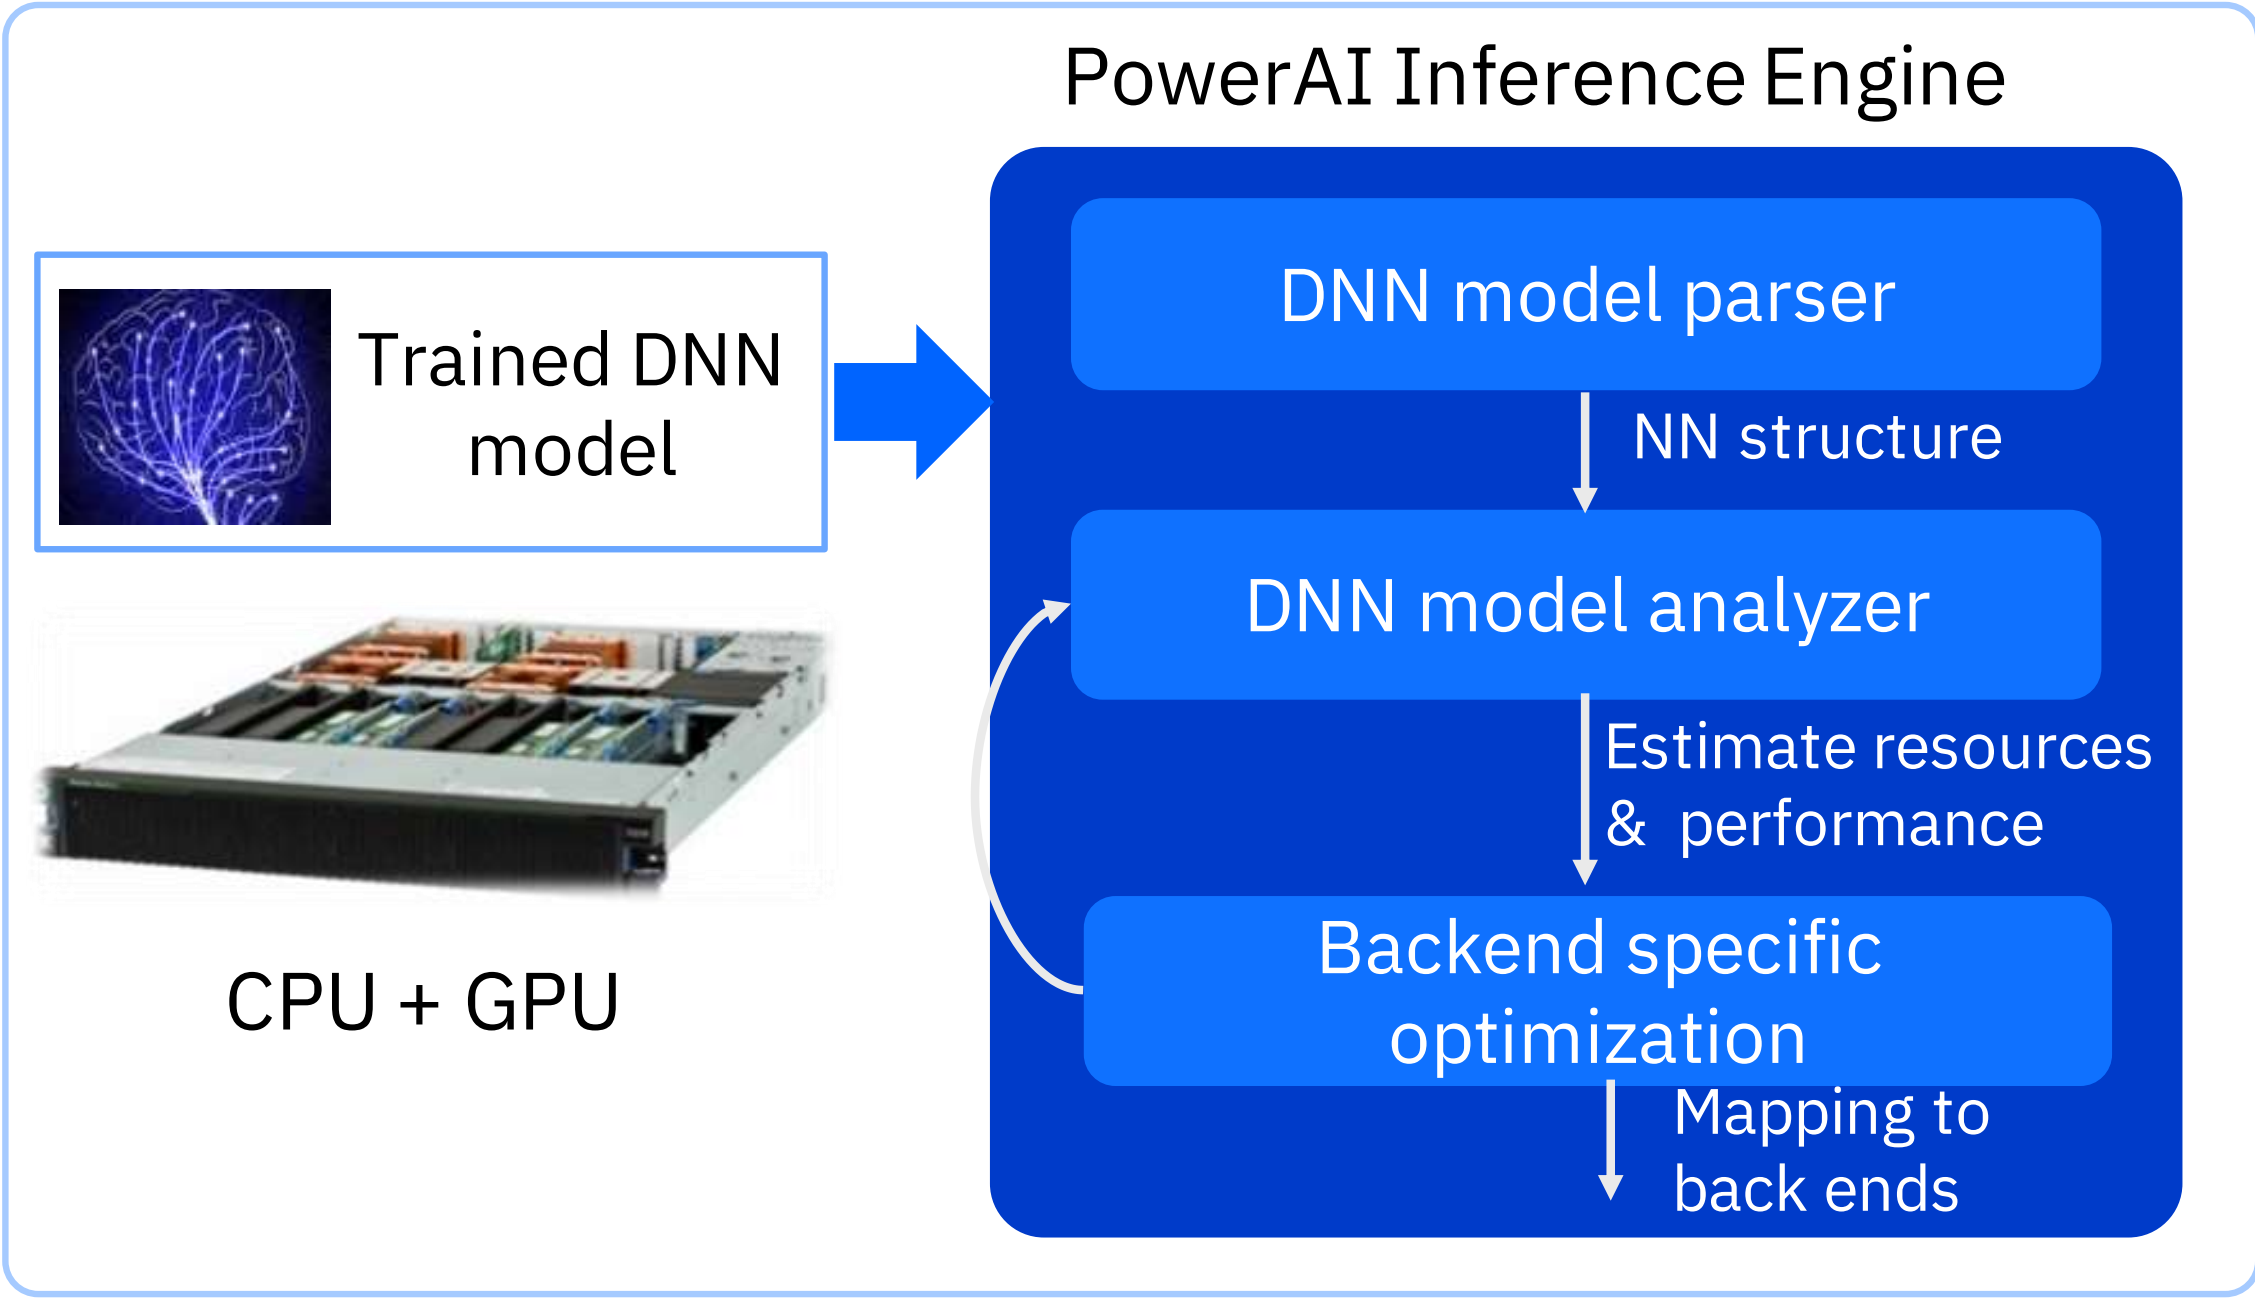 PowerAI Inference Engine
Trained DNN
model
CPU + GPU
DNN model parser
NN structure
DNN model analyzer
Estimate resources
& performance
Backend specific
optimization
Mapping to
back ends